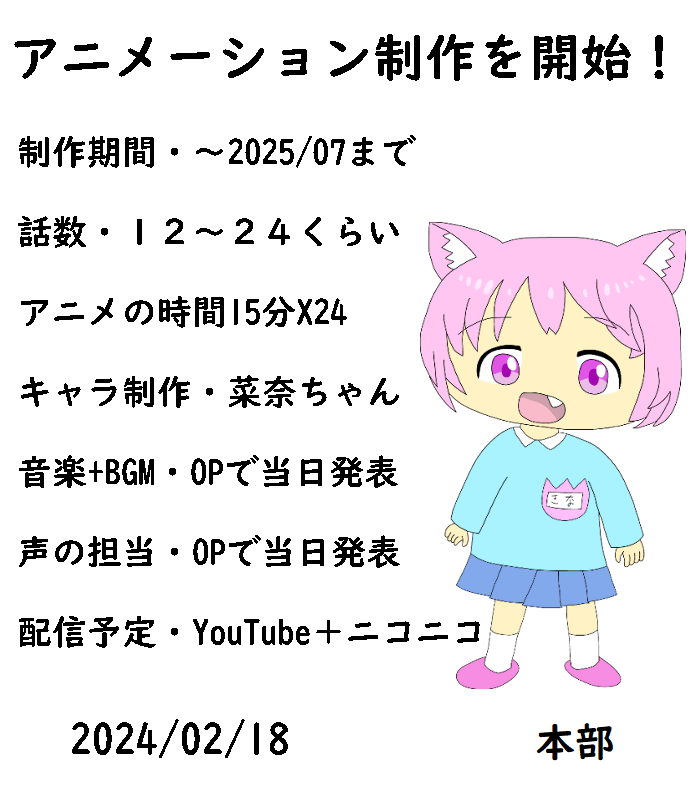 アニメーション制作を開始！
制作期間・～2025/07まで
話数・１２～２４くらい
アニメの時間15分X24
キャラ制作・菜奈ちゃん
音楽+BGM・OPで当日発表
声の担当・OPで当日発表
配信予定・YouTube＋ニコニコ
さな
2024/02/18
本部